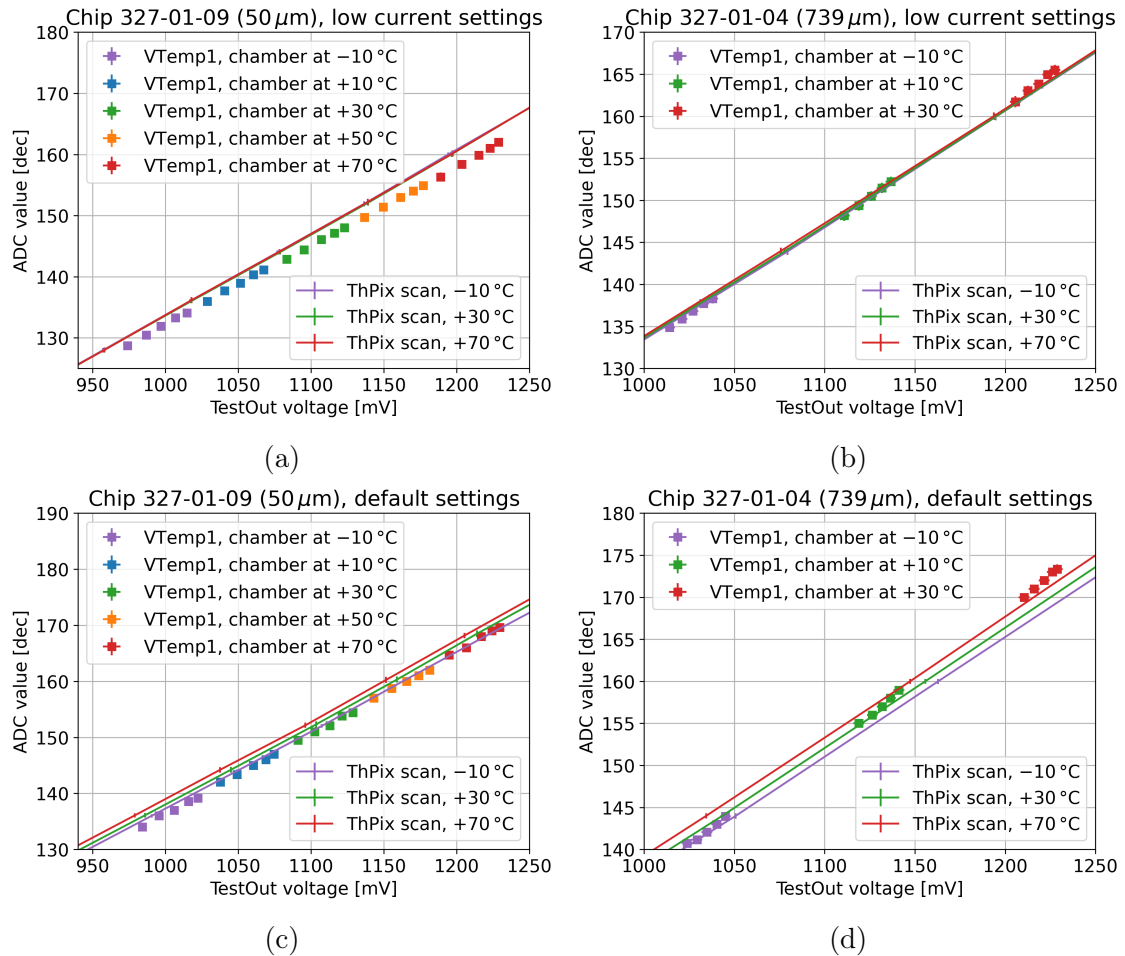 Chip 327-01-09 (50 μm), low current settings
180
170
160
150
140
130
ADC value [dec]
VTemp1, chamber at −10 °C
VTemp1, chamber at +10 °C
VTemp1, chamber at +30 °C
VTemp1, chamber at +50 °C
VTemp1, chamber at +70 °C
ThPix scan, −10 °C
ThPix scan, +30 °C
ThPix scan, +70 °C
950 1000 1050 1100 1150 1200 1250
TestOut voltage [mV]
(a)
Chip 327-01-04 (739 μm), low current settings
170
165
160
155
150
145
140
135
130
ADC value [dec]
VTemp1, chamber at −10 °C
VTemp1, chamber at +10 °C
VTemp1, chamber at +30 °C
ThPix scan, −10 °C
ThPix scan, +30 °C
ThPix scan, +70 °C
1000 1050 1100 1150 1200 1250
TestOut voltage [mV]
(b)
Chip 327-01-09 (50 μm), default settings
190
180
170
160
150
140
130
ADC value [dec]
VTemp1, chamber at −10 °C
VTemp1, chamber at +10 °C
VTemp1, chamber at +30 °C
VTemp1, chamber at +50 °C
VTemp1, chamber at +70 °C
ThPix scan, −10 °C
ThPix scan, +30 °C
ThPix scan, +70 °C
950 1000 1050 1100 1150 1200 1250
TestOut voltage [mV]
(c)
Chip 327-01-04 (739 μm), default settings
180
175
170
165
160
155
150
145
140
ADC value [dec]
VTemp1, chamber at −10 °C
VTemp1, chamber at +10 °C
VTemp1, chamber at +30 °C
ThPix scan, −10 °C
ThPix scan, +30 °C
ThPix scan, +70 °C
1000 1050 1100 1150 1200 1250
TestOut voltage [mV]
(d)